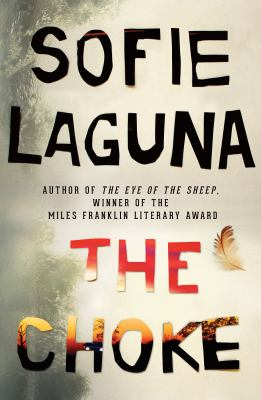 SOFIE
LAGUNA
AUTHOR OF THE EYE OF THE SHEEP,
WINNER OF THE
MILES FRANKLIN LITERARY AWARD
THE
CHOKE